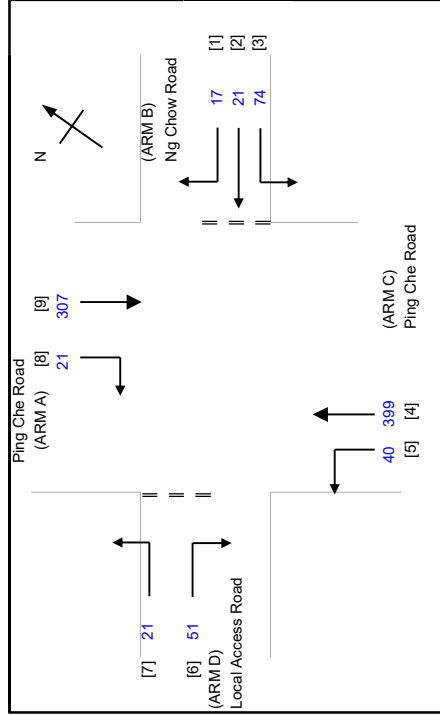 Ping Che Road
(ARM A)
[8]
21
[9]
307
N
(ARM B)
Ng Chow Road
[1]
[2]
[3]
17
21
74
[7]
21
[6]
51
(ARM D)
Local Access Road
40
[5]
399
[4]
(ARM C)
Ping Che Road